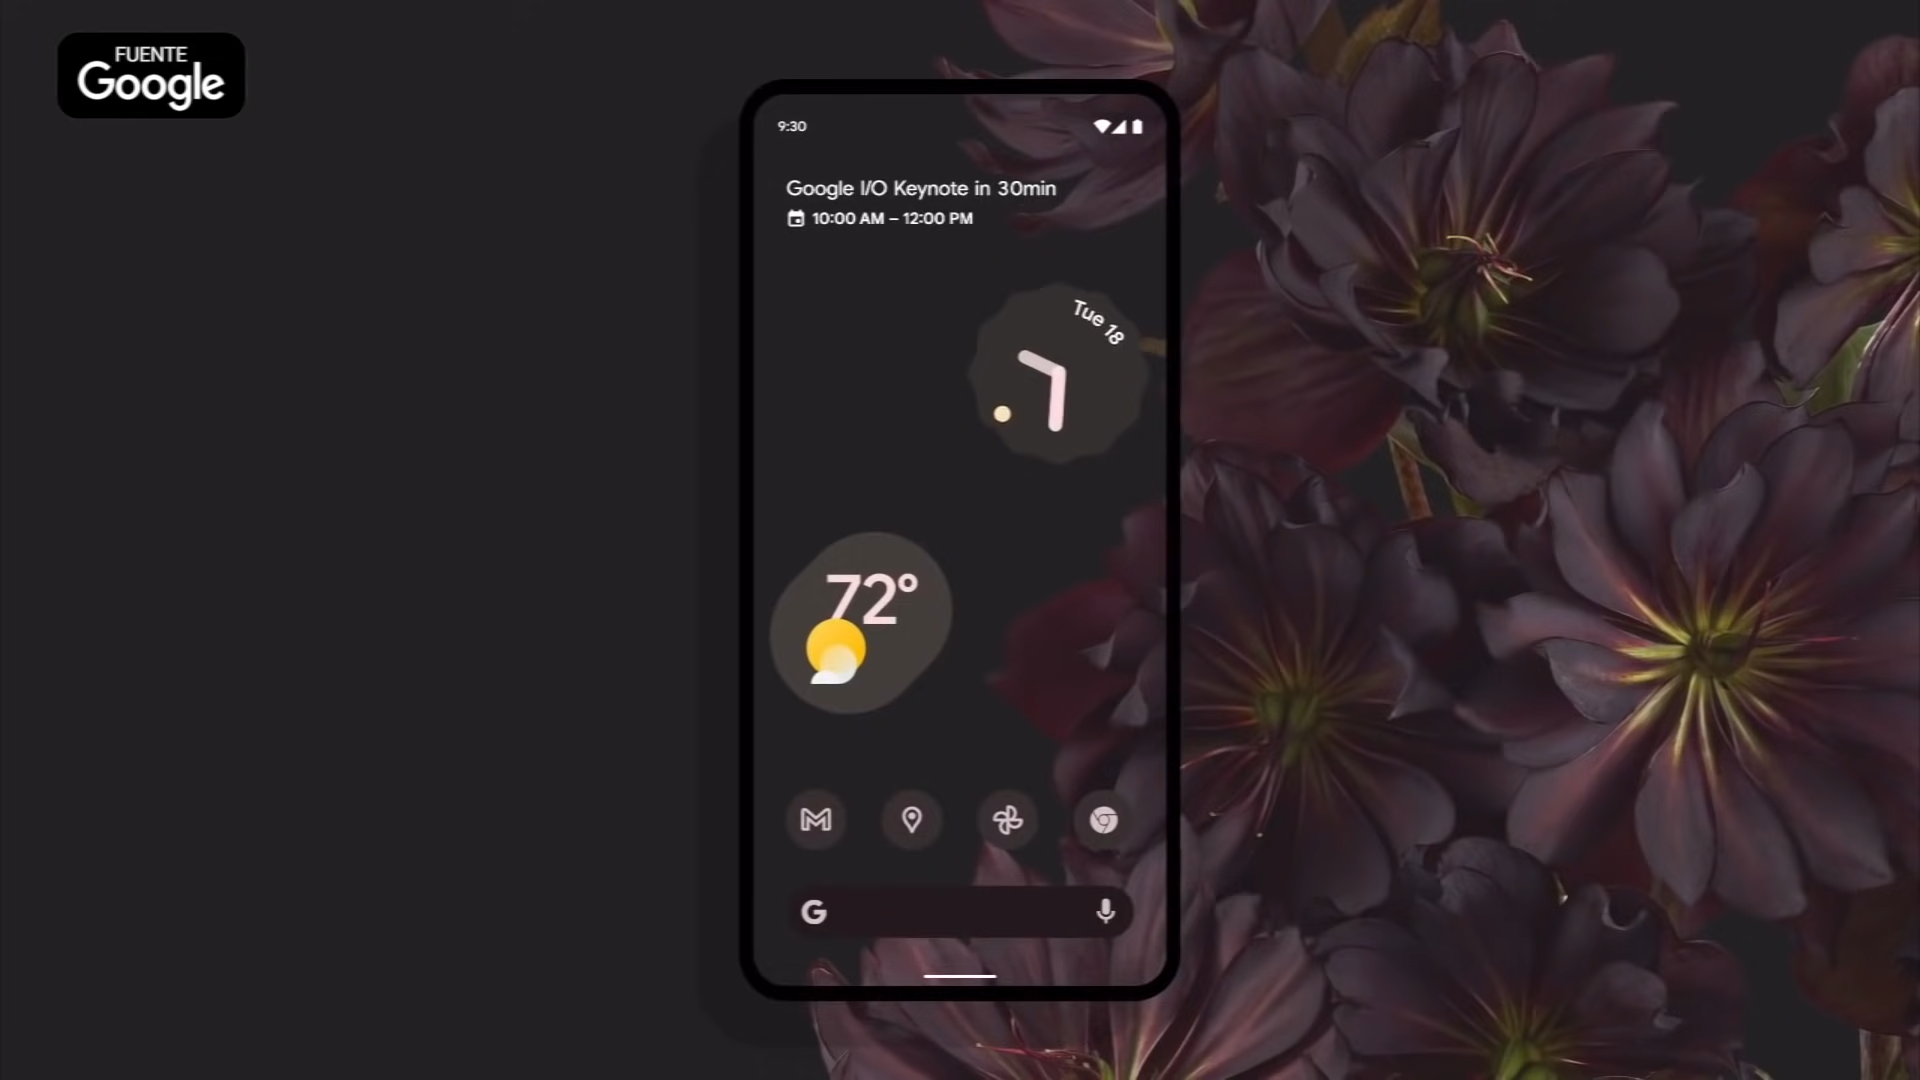 FUENTE
Google
9:30
Google I/O Keynote in 30min
10:00 AM – 12:00 PM
Tue 18
72°
G